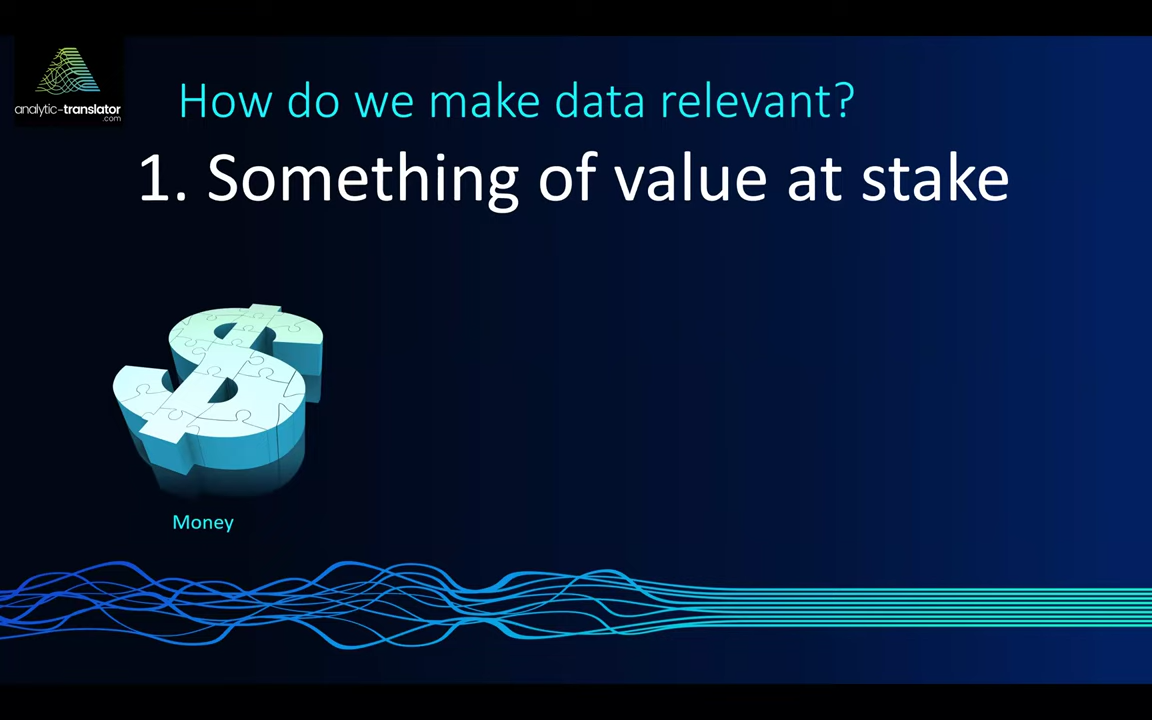 analytic-translator
.com
How do we make data relevant?
1. Something of value at stake
Money